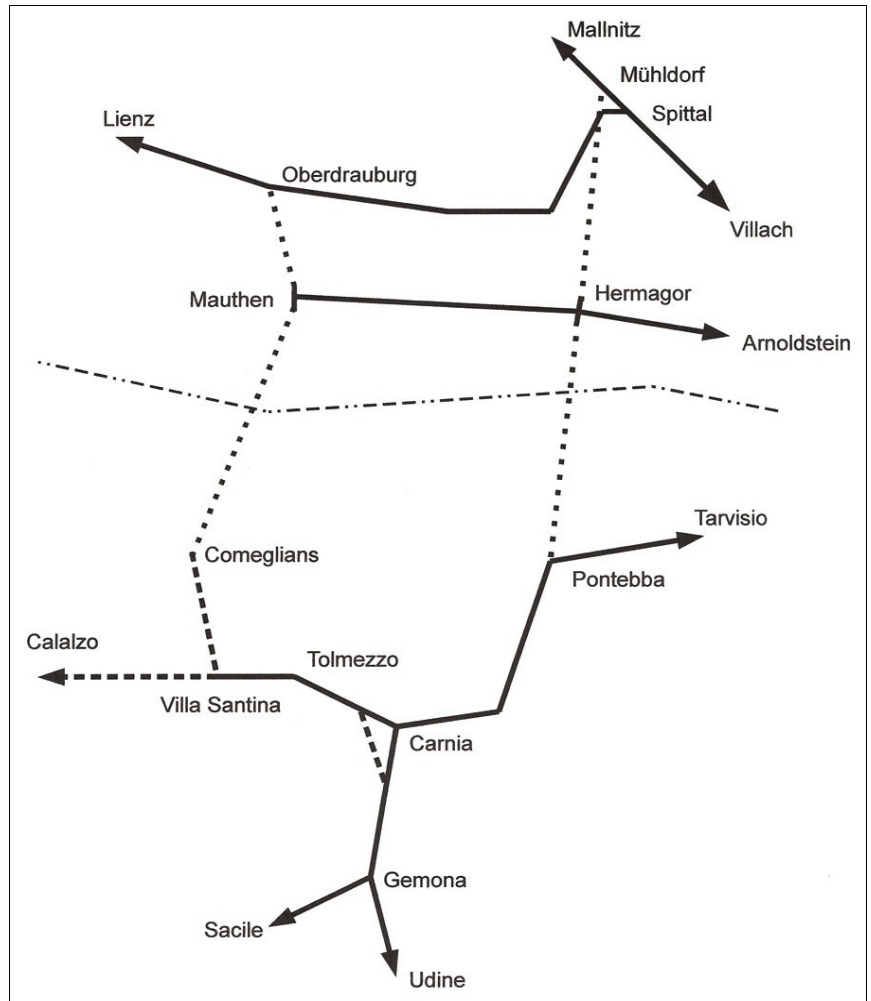 Mallnitz
Mühldorf
Spittal
Lienz
Oberdrauburg
Villach
Mauthen
Hermagor
Arnoldstein
Tarvisio
Comeglians
Pontebba
Calalzo
Tolmezzo
Villa Santina
Carnia
Gemona
Sacile
Udine